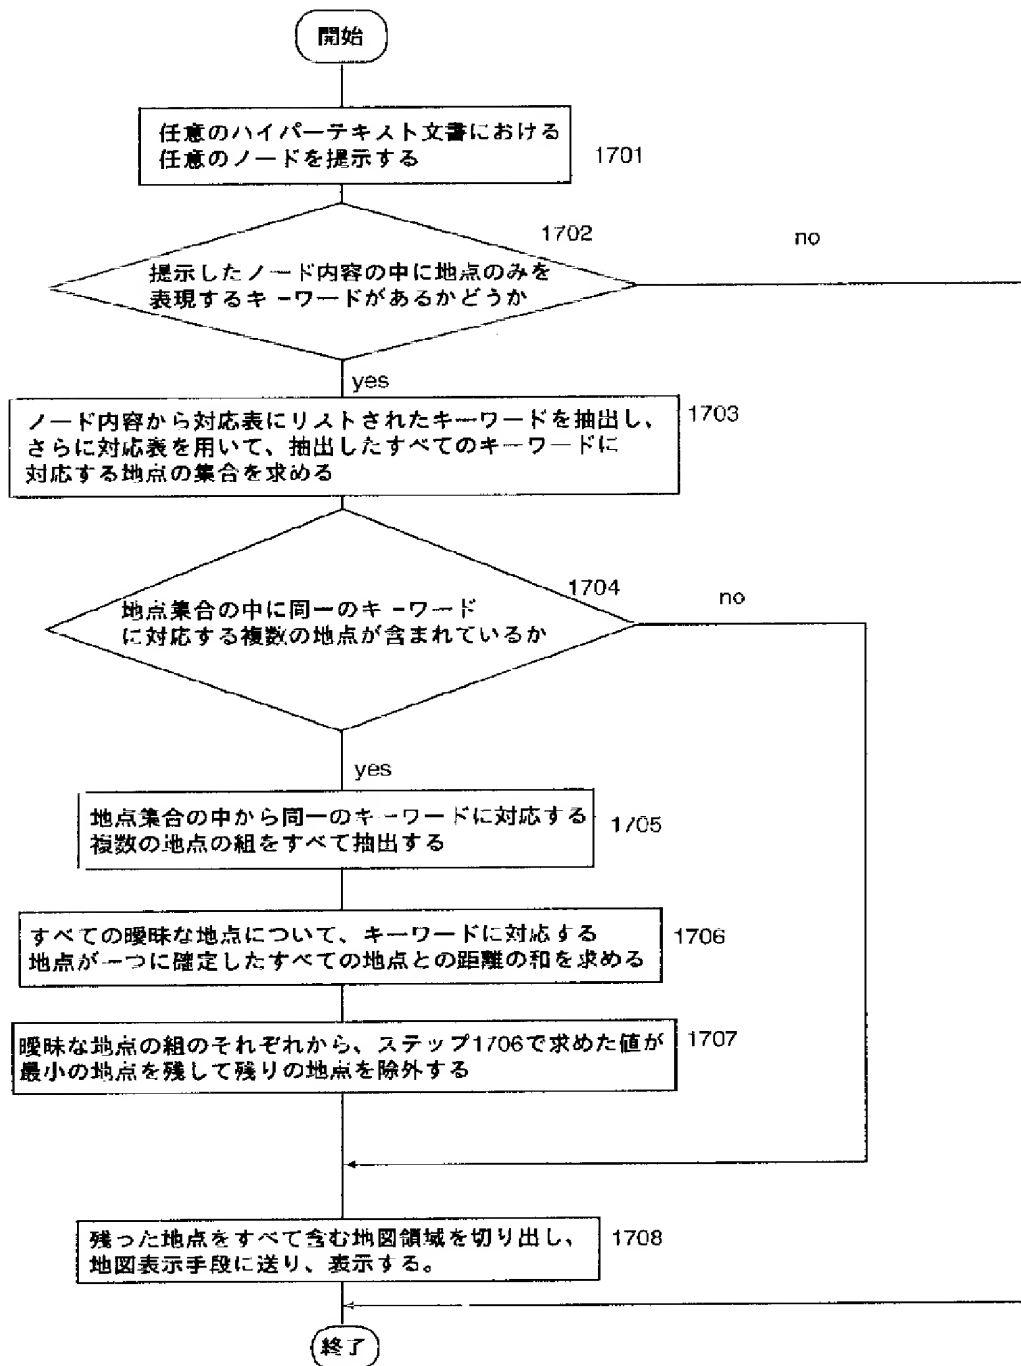 開始
任意のハイパーテキスト文書における
任意のノードを提示する
1701
1702
no
提示したノード内容の中に地点のみを
表現するキーワードがあるかどうか
yes
ノード内容から対応表にリストされたキーワードを抽出し、
さらに対応表を用いて、抽出したすべてのキーワードに
対応する地点の集合を求める
1703
1704
no
地点集合の中に同一のキーワード
に対応する複数の地点が含まれているか
yes
地点集合の中から同一のキーワードに対応する
複数の地点の組をすべて抽出する
1705
すべての曖昧な地点について、キーワードに対応する
地点が一つに確定したすべての地点との距離の和を求める
1706
曖昧な地点の組のそれぞれから、ステップ1706で求めた値が
最小の地点を残して残りの地点を除外する
1707
残った地点をすべて含む地図領域を切り出し、
地図表示手段に送り、表示する。
1708
終了